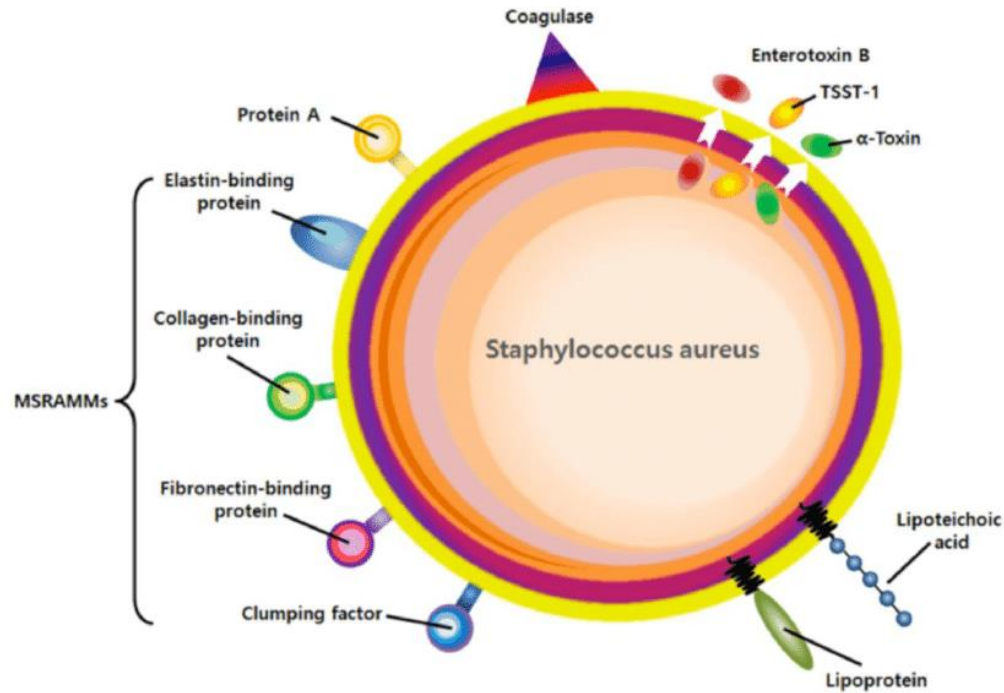 Coagulase
Enterotoxin B
TSST-1
α-Toxin
Protein A
Elastin-binding
protein
Collagen-binding
protein
Staphylococcus aureus
MSRAMMs
Fibronectin-binding
protein
Clumping factor
Lipoteichoic
acid
Lipoprotein